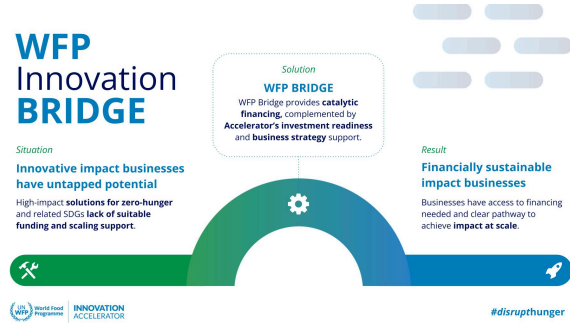 WFP
Innovation
BRIDGE
Situation
Innovative impact businesses
have untapped potential
High-impact solutions for zero-hunger
and related SDGs lack of suitable
funding and scaling support.
Solution
WFP BRIDGE
WFP Bridge provides catalytic
financing, complemented by
Accelerator's investment readiness
and business strategy support.
Result
Financially sustainable
impact businesses
Businesses have access to financing
needed and clear pathway to
achieve impact at scale.
UN
WFP
World Food
Programme
INNOVATION
ACCELERATOR
#disrupthunger